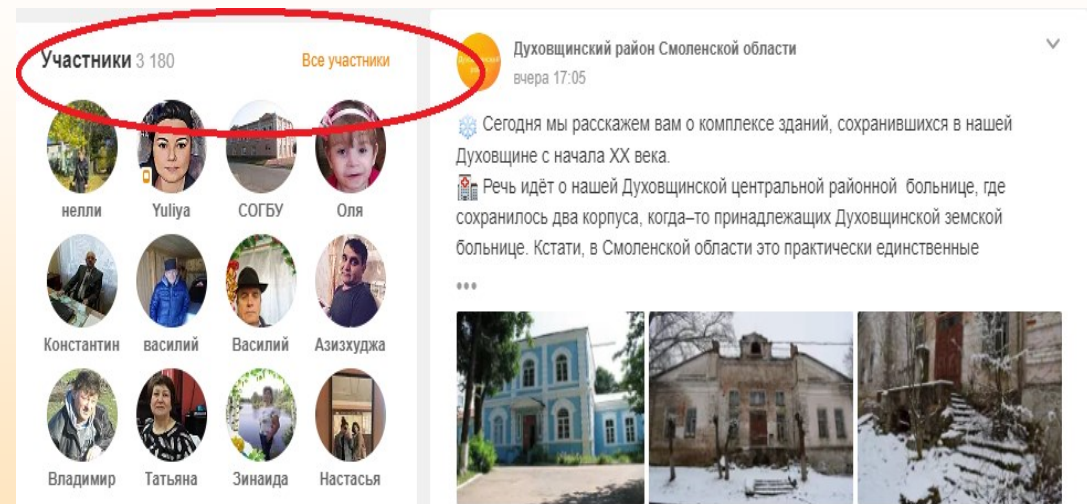 Участники 3 180
Все участники
нелли
Yuliya
СОГБУ
Оля
Константин
василий
Василий
Азизхуджа
Владимир
Татьяна
Зинаида
Настасья
Духовщинский район Смоленской области
вчера 17:05
Сегодня мы расскажем вам о комплексе зданий, сохранившихся в нашей
Духовщине с начала XX века.
Речь идёт о нашей Духовщинской центральной районной больнице, где
сохранилось два корпуса, когда–то принадлежащих Духовщинской земской
больнице. Кстати, в Смоленской области это практически единственные
•••